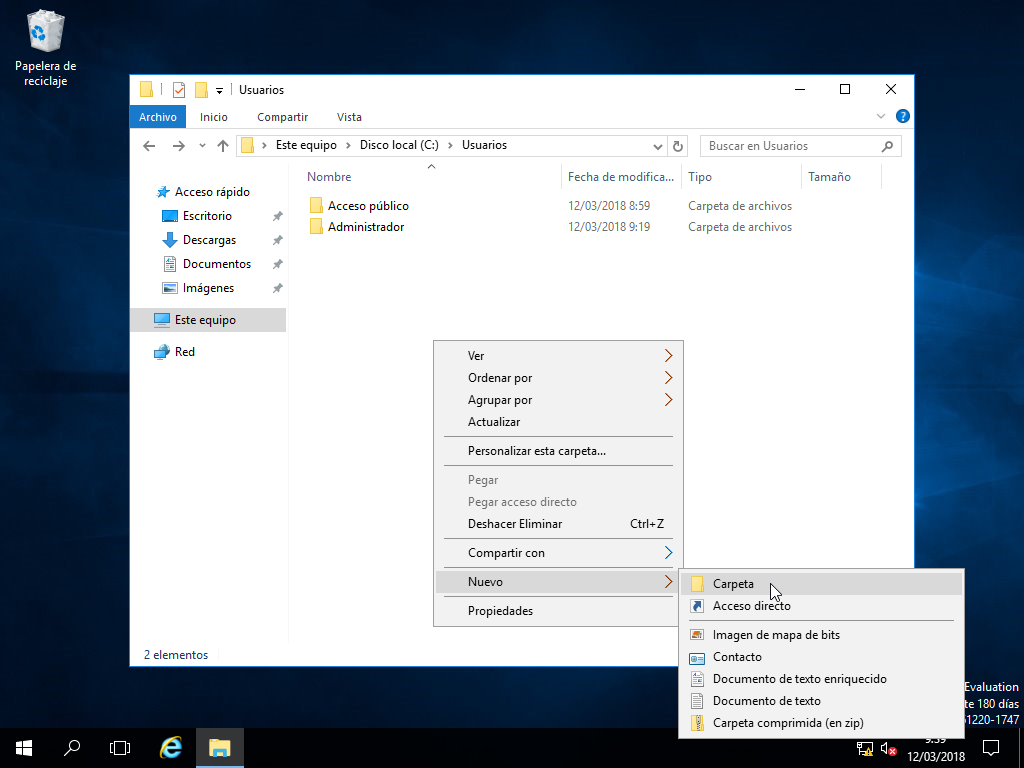 Papelera de
reciclaje
Usuarios
Archivo Inicio Compartir Vista
Este equipo Disco local (C:) Usuarios
Buscar en Usuarios
Nombre Fecha de modifica... Tipo Tamaño
Acceso rápido
Escritorio
Descargas
Documentos
Imágenes
Este equipo
Red
Acceso público 12/03/2018 8:59 Carpeta de archivos
Administrador 12/03/2018 9:19 Carpeta de archivos
Ver
Ordenar por
Agrupar por
Actualizar
Personalizar esta carpeta...
Pegar
Pegar acceso directo
Deshacer Eliminar Ctrl+Z
Compartir con
Nuevo
Propiedades
Carpeta
Acceso directo
Imagen de mapa de bits
Contacto
Documento de texto enriquecido
Documento de texto
Carpeta comprimida (en zip)
2 elementos
Evaluation
te 180 días
1220-1747
12/03/2018